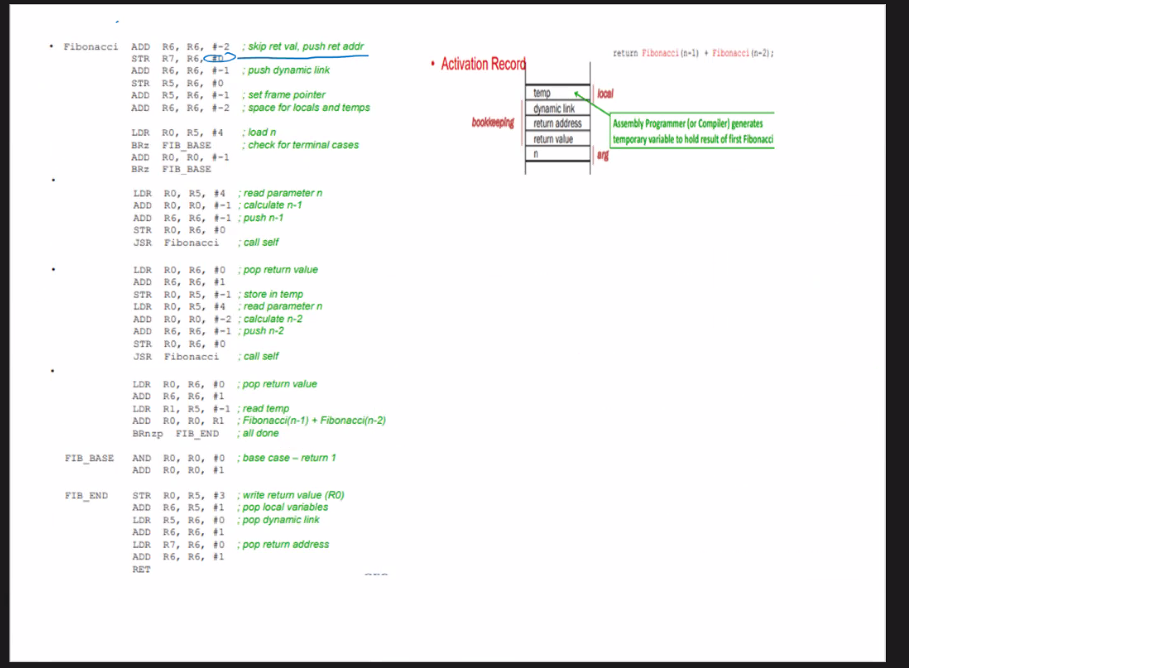 • Fibonacci ADD R6, R6, #-2 ; skip ret val, push ret addr
STR R7, R6, #0
ADD R6, R6, #-1 ; push dynamic link
STR R5, R6, #0
ADD R5, R6, #-1 ; set frame pointer
ADD R6, R6, #-2 ; space for locals and temps
LDR R0, R5, #4 ; load n
BRz FIB_BASE ; check for terminal cases
ADD R0, R0, #-1
BRz FIB_BASE
•
LDR R0, R5, #4 ; read parameter n
ADD R0, R0, #-1 ; calculate n-1
ADD R6, R6, #-1 ; push n-1
STR R0, R6, #0
JSR Fibonacci ; call self
•
LDR R0, R6, #0 ; pop return value
ADD R6, R6, #1
STR R0, R5, #-1 ; store in temp
LDR R0, R5, #4 ; read parameter n
ADD R0, R0, #-2 ; calculate n-2
ADD R6, R6, #-1 ; push n-2
STR R0, R6, #0
JSR Fibonacci ; call self
•
LDR R0, R6, #0 ; pop return value
ADD R6, R6, #1
LDR R1, R5, #-1 ; read temp
ADD R0, R0, R1 ; Fibonacci(n-1) + Fibonacci(n-2)
BRnzp FIB_END ; all done
FIB_BASE AND R0, R0, #0 ; base case – return 1
ADD R0, R0, #1
FIB_END STR R0, R5, #3 ; write return value (R0)
ADD R6, R5, #1 ; pop local variables
LDR R5, R6, #0 ; pop dynamic link
ADD R6, R6, #1
LDR R7, R6, #0 ; pop return address
ADD R6, R6, #1
RET
return Fibonacci(n-1) + Fibonacci(n-2);
• Activation Record
temp
local
dynamic link
bookkeeping
return address
return value
n
arg
Assembly Programmer (or Compiler) generates
temporary variable to hold result of first Fibonacci